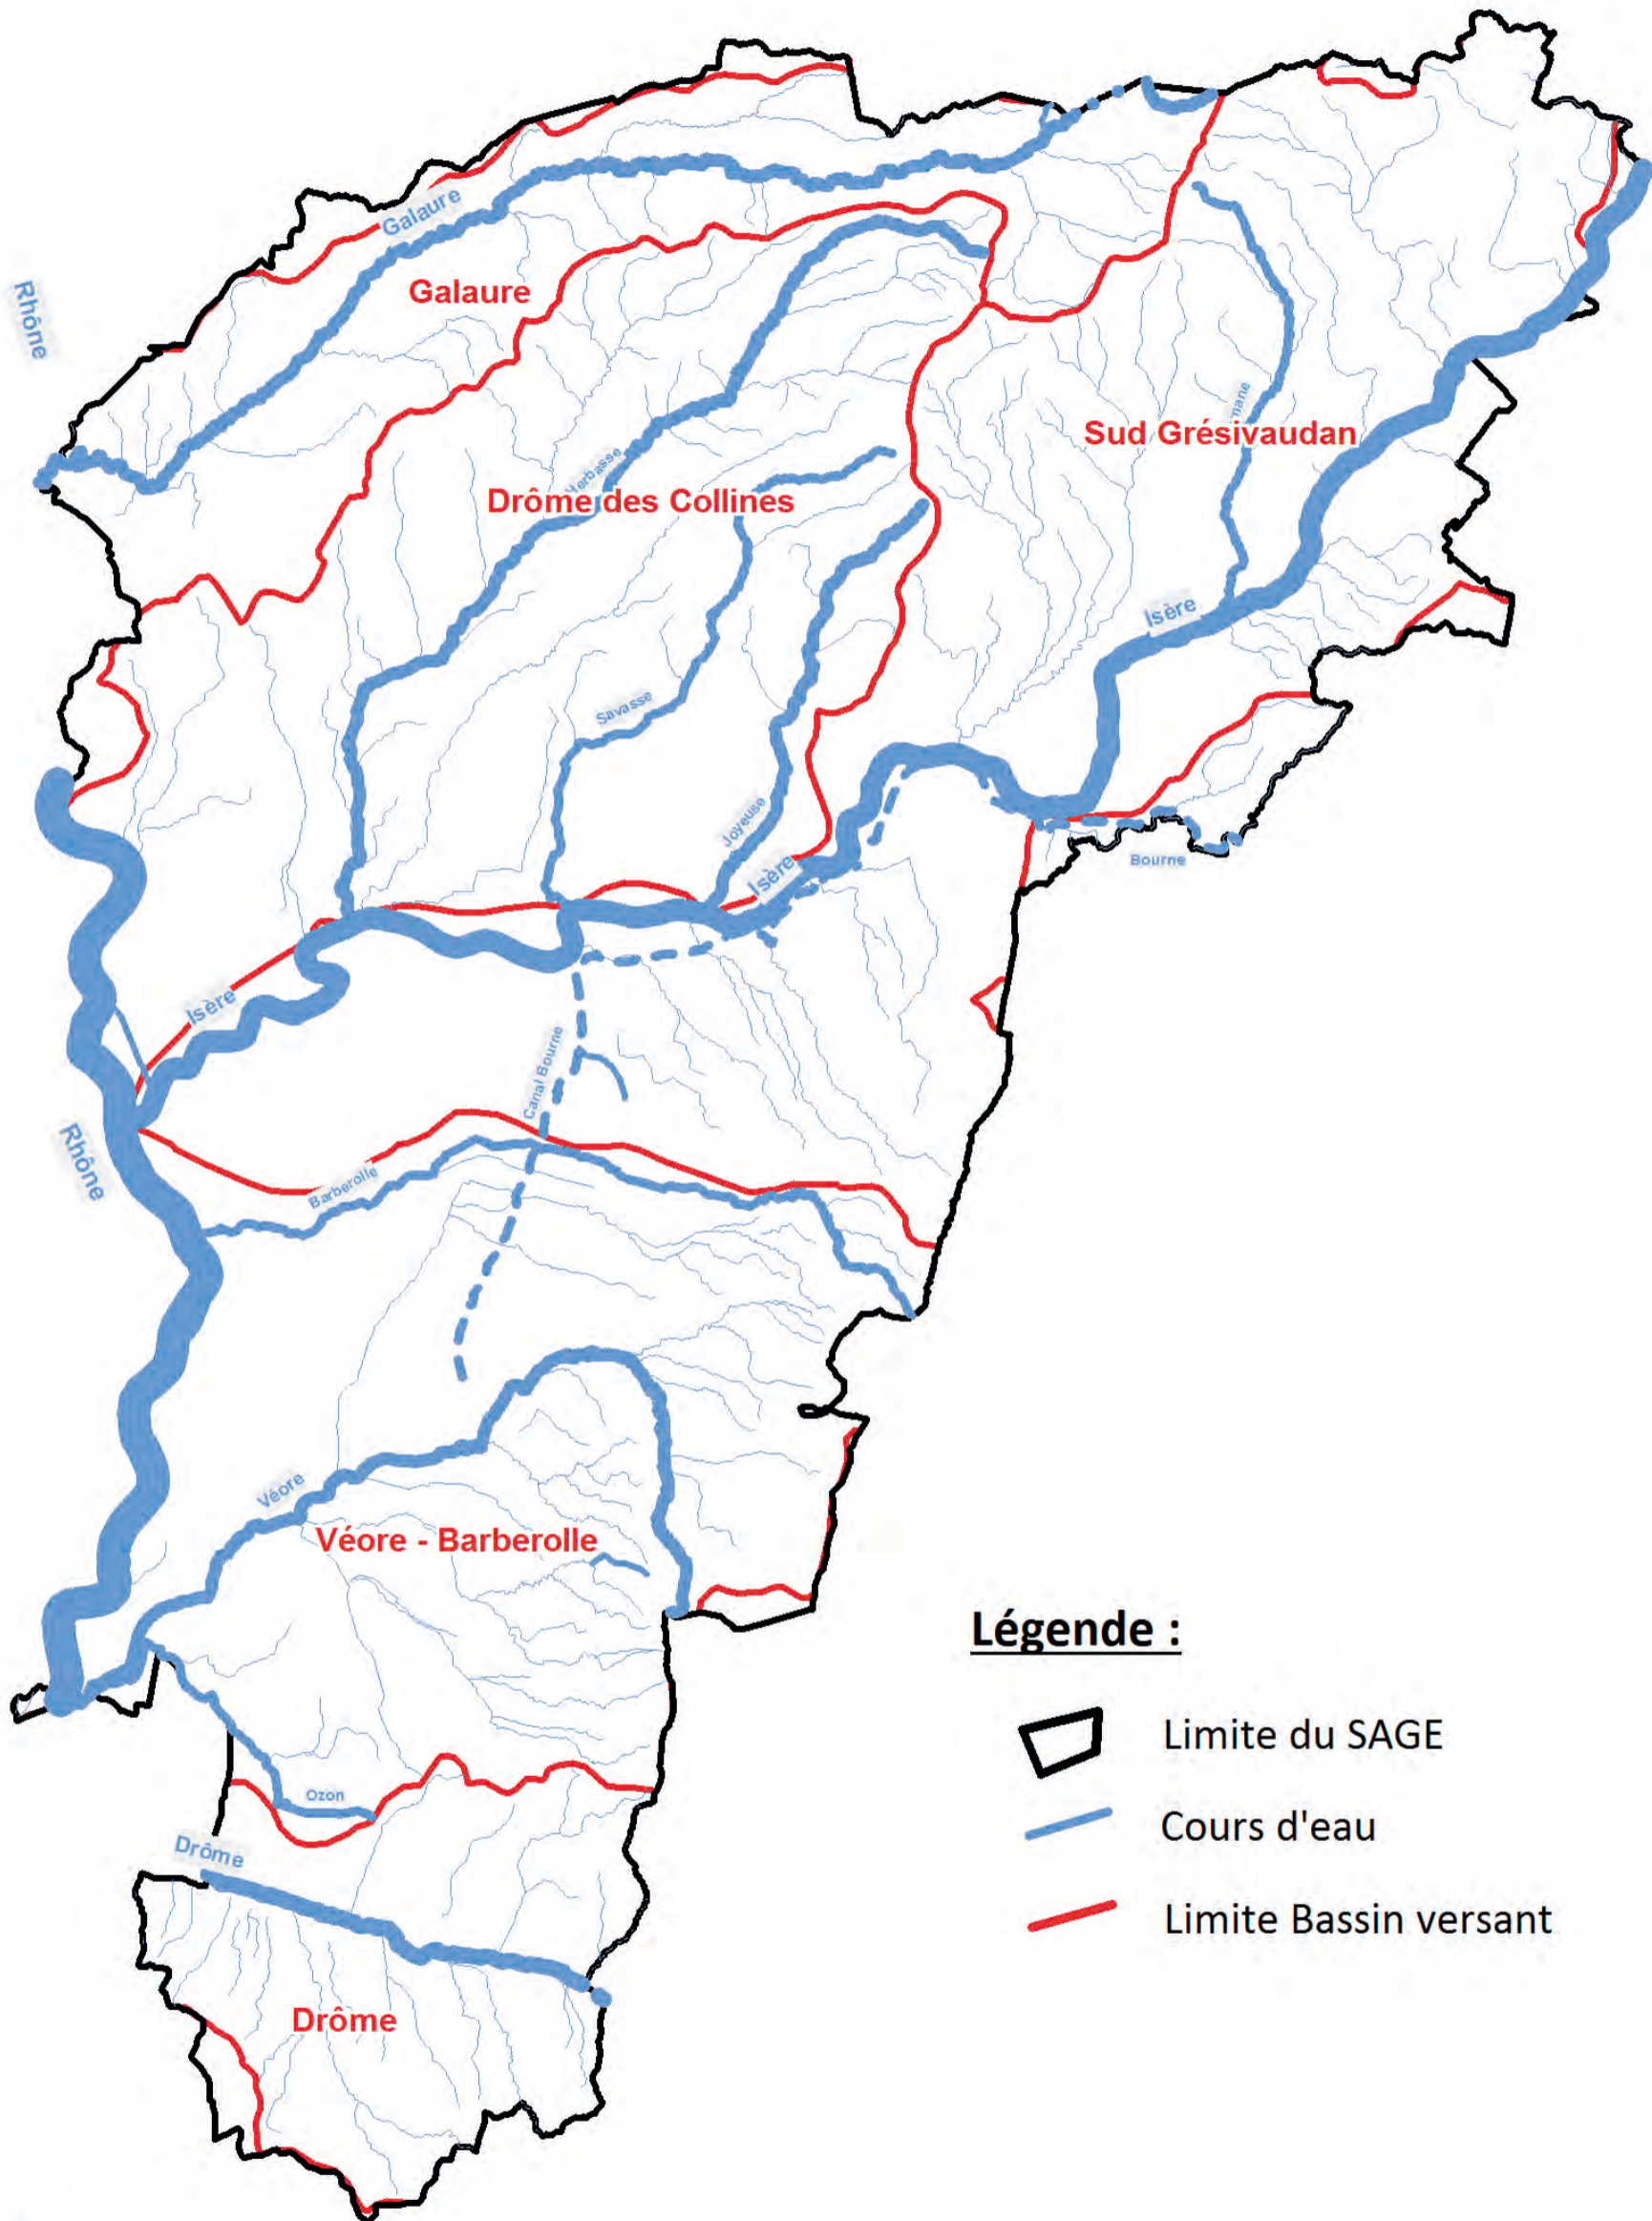 Galaure
Rhône
Galaure
Sud Grésivaudan
Herbasse
Drôme des Collines
Isère
Savasse
Joyeuse
Isère
Bourne
Isère
Canal Bourne
Rhône
Barberolle
Véore
Véore - Barberolle
Ozon
Drôme
Drôme
Légende :
Limite du SAGE
Cours d'eau
Limite Bassin versant